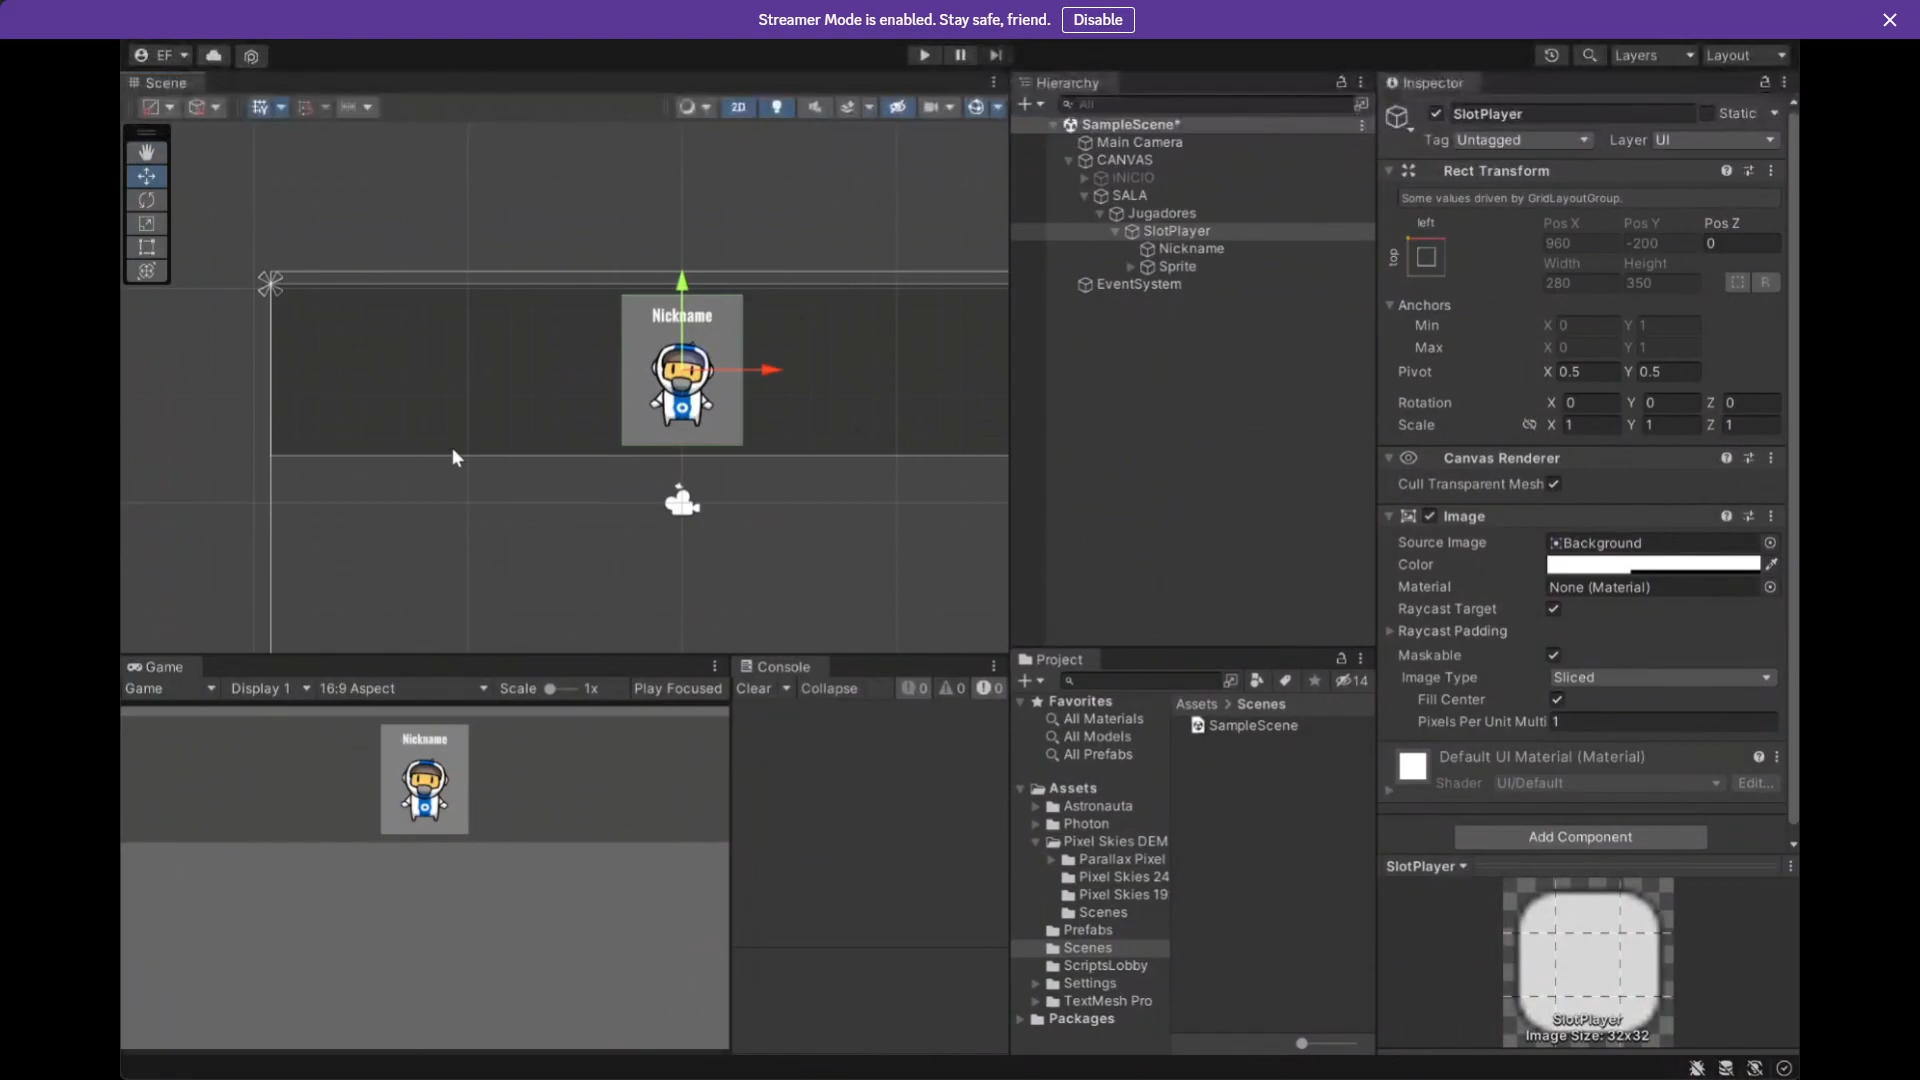 Streamer Mode is enabled. Stay safe, friend. Disable
EF
Layers
Layout
Scene
2D
Hierarchy
All
SampleScene*
Main Camera
CANVAS
INICIO
SALA
Jugadores
SlotPlayer
Nickname
Sprite
EventSystem
Nickname
Inspector
SlotPlayer
Static
Tag Untagged
Layer UI
Rect Transform
Some values driven by GridLayoutGroup.
left
top
Pos X Pos Y Pos Z
960 -200 0
Width Height
280 350
R
Anchors
Min X 0 Y 1
Max X 0 Y 1
Pivot X 0.5 Y 0.5
Rotation X 0 Y 0 Z 0
Scale X 1 Y 1 Z 1
Canvas Renderer
Cull Transparent Mesh
Image
Source Image Background
Color
Material None (Material)
Raycast Target
Raycast Padding
Maskable
Image Type Sliced
Fill Center
Pixels Per Unit Multi 1
Default UI Material (Material)
Shader UI/Default Edit...
Add Component
SlotPlayer
SlotPlayer
Image Size: 32x32
Game
Game Display 1 16:9 Aspect Scale 1x Play Focused
Nickname
Console
Clear Collapse 0 0 0
Project
14
Favorites
All Materials
All Models
All Prefabs
Assets
Astronauta
Photon
Pixel Skies DEM
Parallax Pixel
Pixel Skies 24
Pixel Skies 19
Scenes
Prefabs
Scenes
ScriptsLobby
Settings
TextMesh Pro
Packages
Assets > Scenes
SampleScene